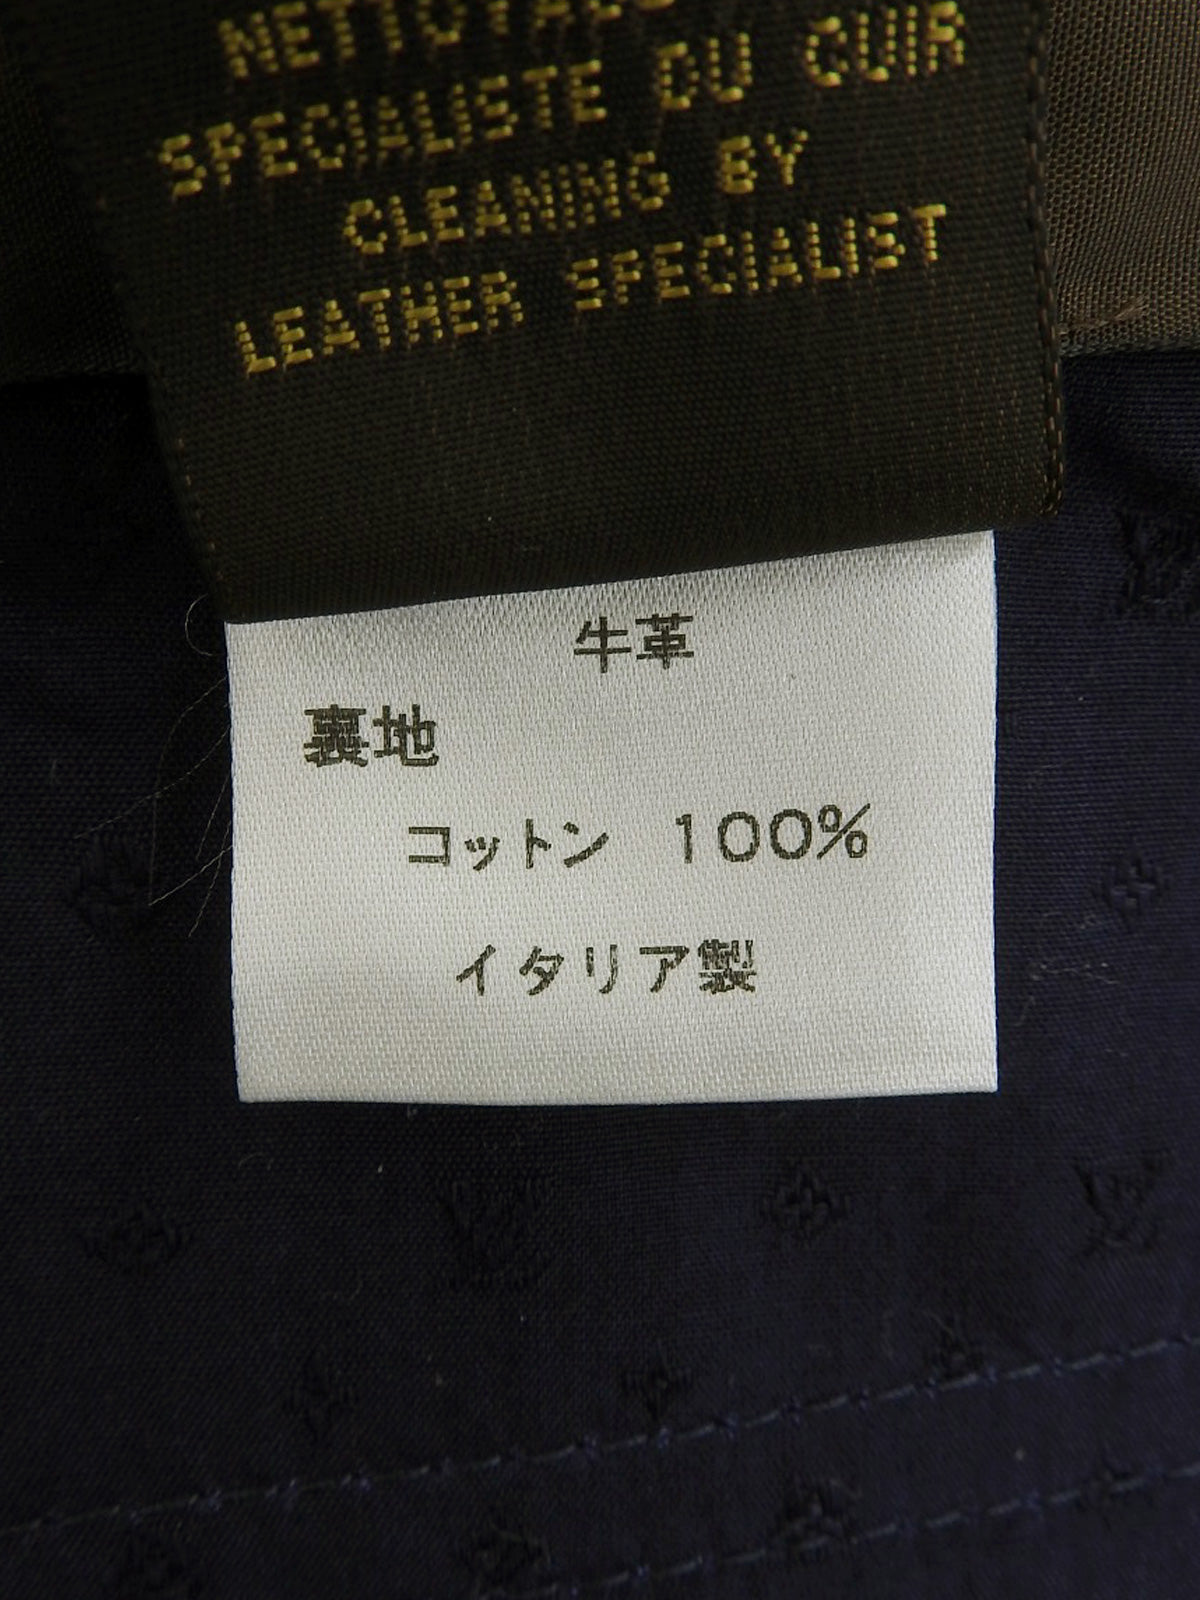 NETTOYAGE
SPECIALISTE DU CUIR
CLEANING BY
LEATHER SPECIALIST
牛革
裏地
コットン 100%
イタリア製